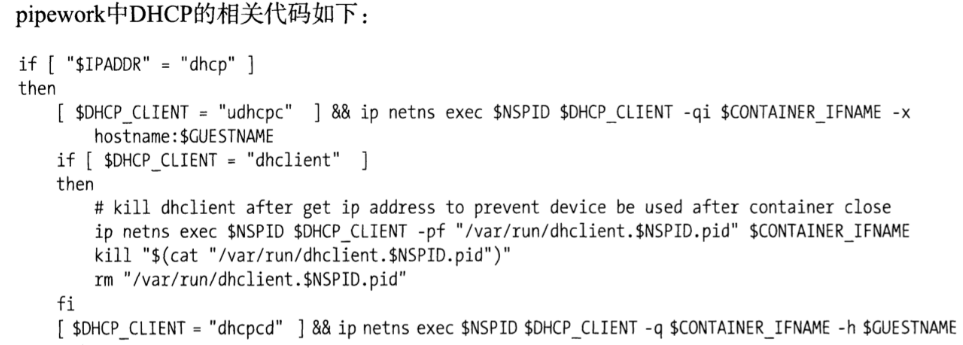 pipework中DHCP的相关代码如下：
if [ "$IPADDR" = "dhcp" ]
then
    [ $DHCP_CLIENT = "udhcpc"  ] && ip netns exec $NSPID $DHCP_CLIENT -qi $CONTAINER_IFNAME -x
        hostname:$GUESTNAME
    if [ $DHCP_CLIENT = "dhclient"  ]
    then
        # kill dhclient after get ip address to prevent device be used after container close
        ip netns exec $NSPID $DHCP_CLIENT -pf "/var/run/dhclient.$NSPID.pid" $CONTAINER_IFNAME
        kill "$(cat "/var/run/dhclient.$NSPID.pid")"
        rm "/var/run/dhclient.$NSPID.pid"
    fi
    [ $DHCP_CLIENT = "dhcpcd"  ] && ip netns exec $NSPID $DHCP_CLIENT -q $CONTAINER_IFNAME -h $GUESTNAME